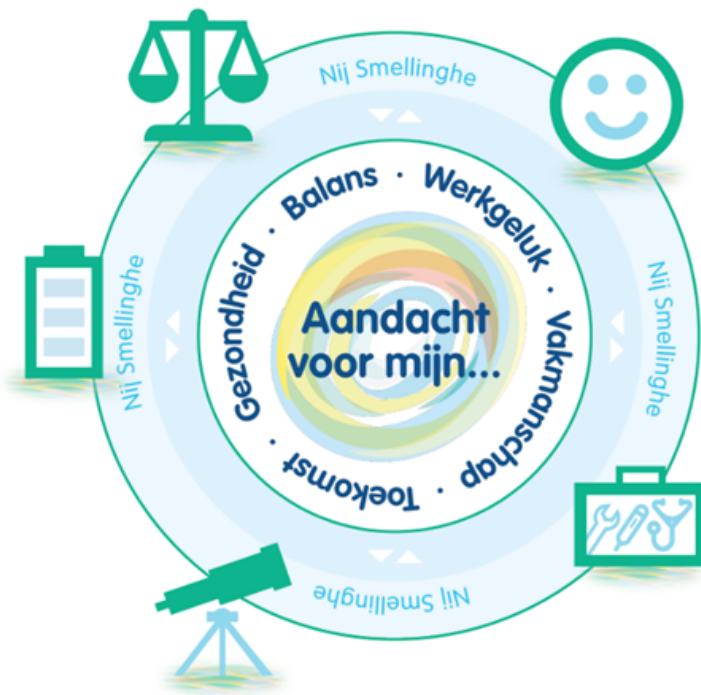 Nij Smellinghe
Balans · Werkgeluk · Vakmanschap · Toekomst · Gezondheid ·
Aandacht
voor mijn...
Nij Smellinghe
Nij Smellinghe
Nij Smellinghe